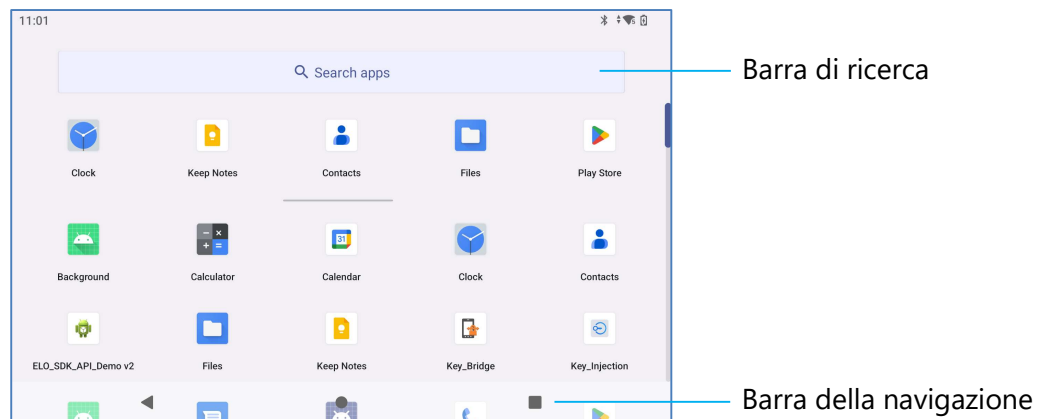 11:01
Search apps
Barra di ricerca
Clock
Keep Notes
Contacts
Files
Play Store
31
Background
Calculator
Calendar
Clock
Contacts
ELO_SDK_API_Demo v2
Files
Keep Notes
Key_Bridge
Key_Injection
Barra della navigazione